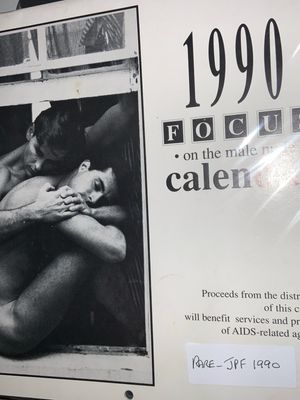 1990
FOCUS
• on the male
calen
Proceeds from the distr
of this c
will benefit services and pr
of AIDS-related ag
RARE - JPF 1990